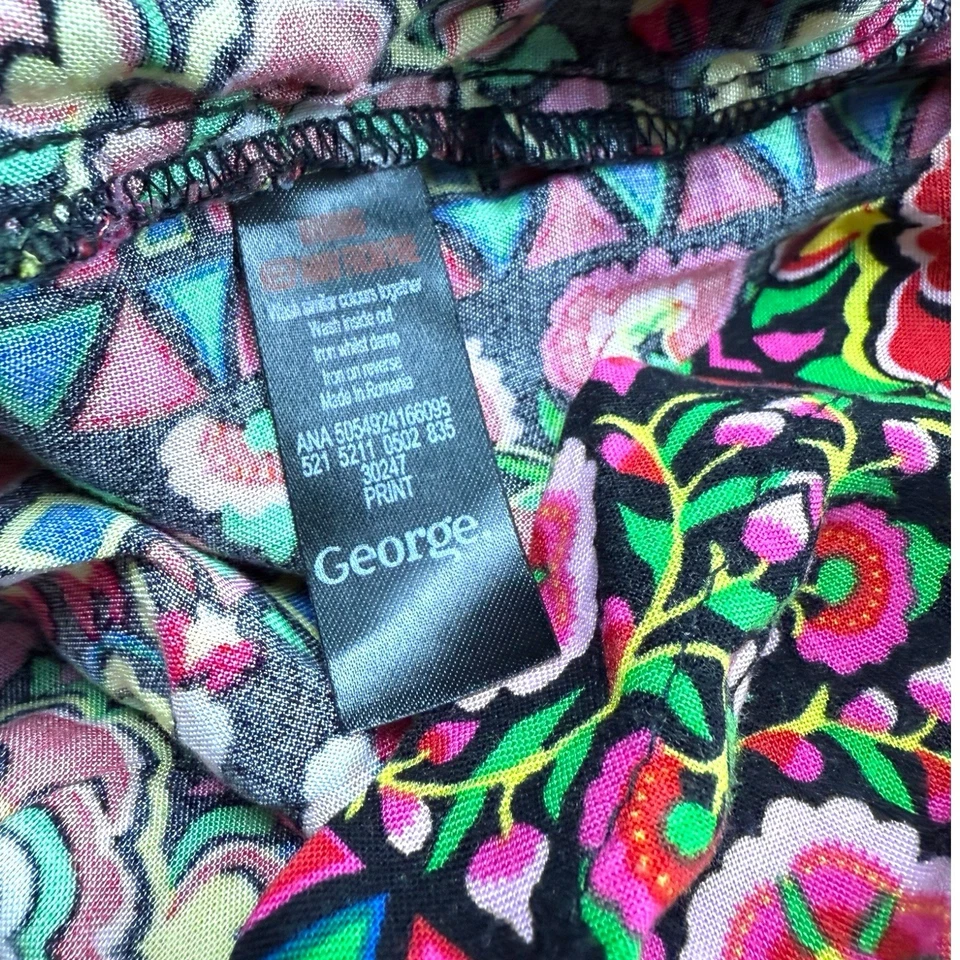 Wash similar colours together
Wash inside out
Iron whilst damp
Iron on reverse
Made in Romania
ANA 5054924166095
521 5211 0502 835
30247
PRINT
George.